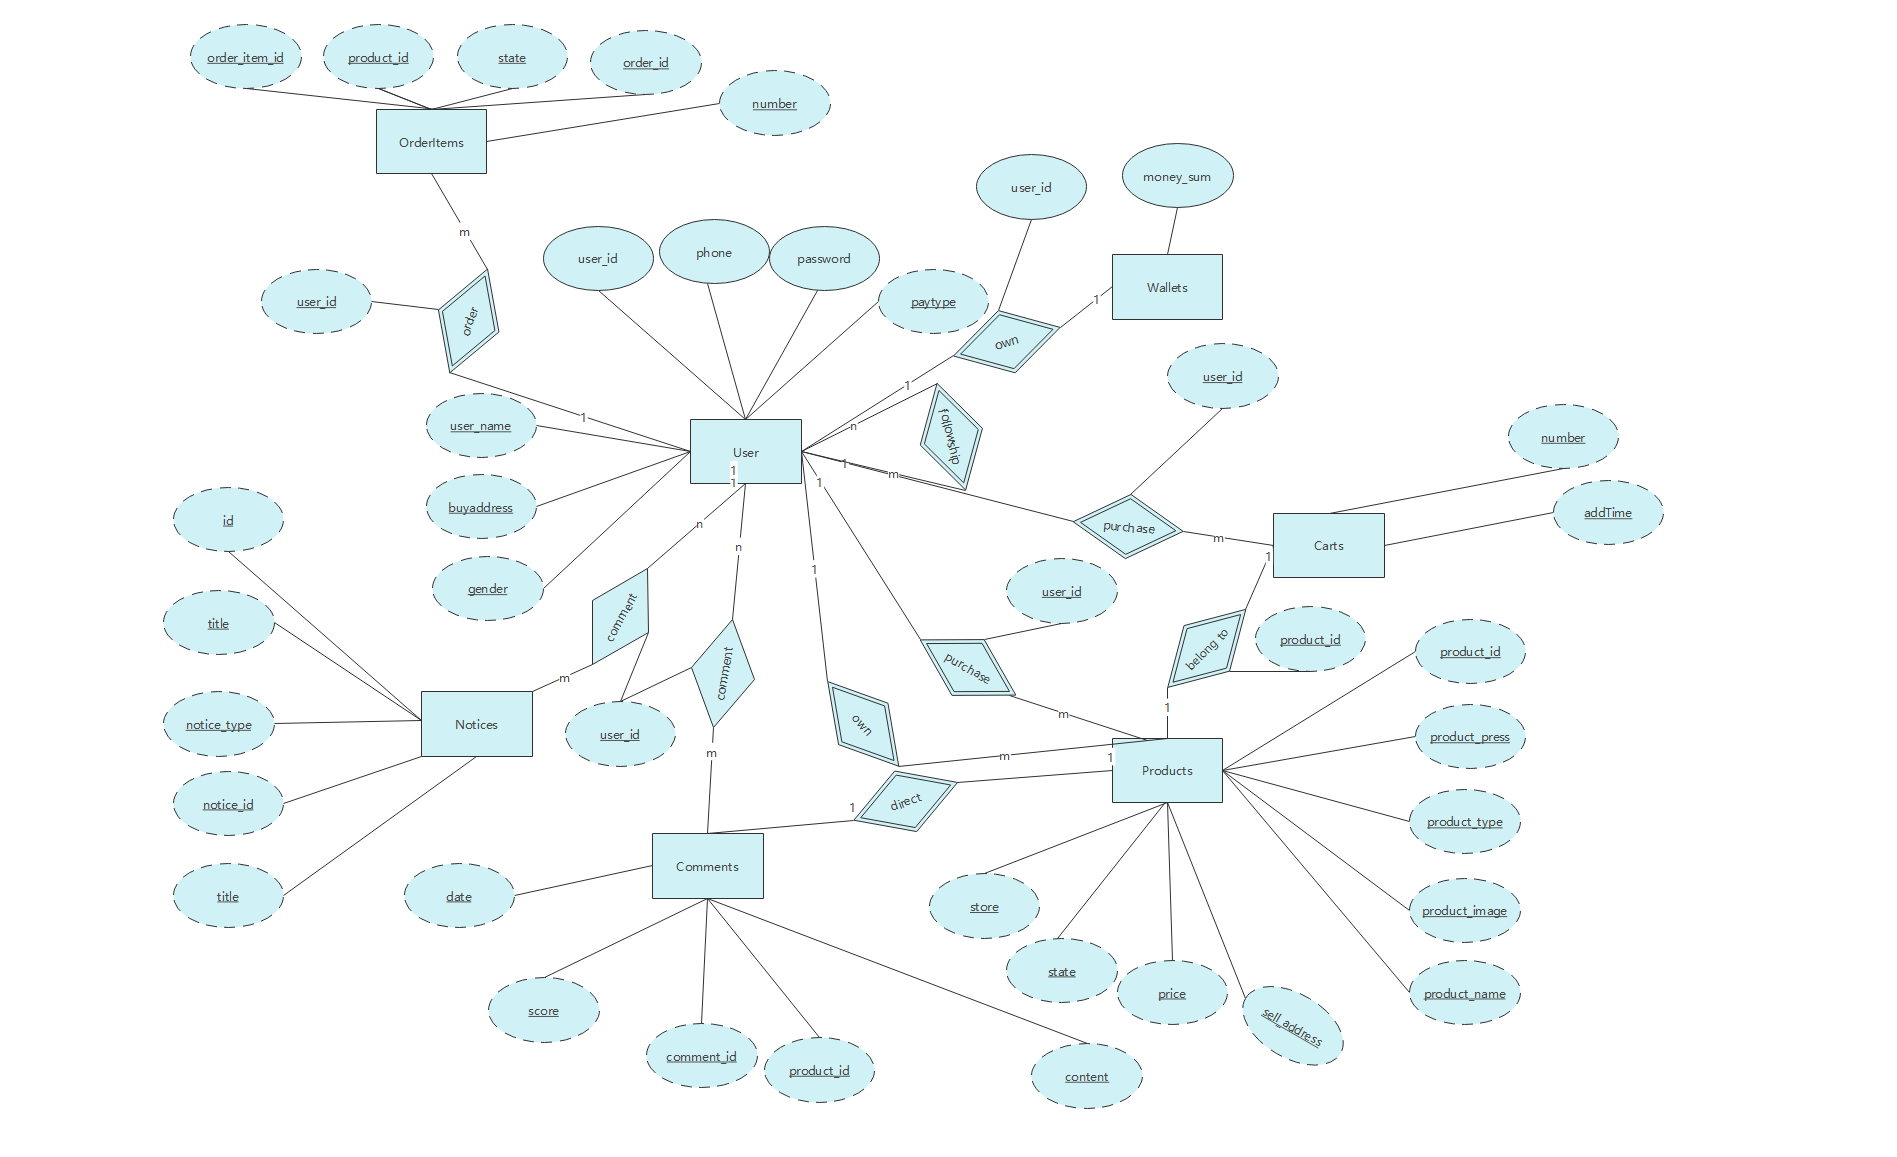 order_item_id
product_id
state
order_id
number
OrderItems
m
user_id
order
1
user_id
phone
password
paytype
user_id
money_sum
Wallets
1
own
1
n
followship
user_name
buyaddress
gender
User
1
1
1
m
1
user_id
purchase
m
Carts
number
addTime
1
belong to
product_id
1
n
n
1
comment
comment
m
user_id
m
user_id
purchase
m
own
m
1
direct
1
id
title
notice_type
notice_id
title
Notices
Products
product_id
product_press
product_type
product_image
product_name
store
state
price
sell_address
Comments
date
score
comment_id
product_id
content